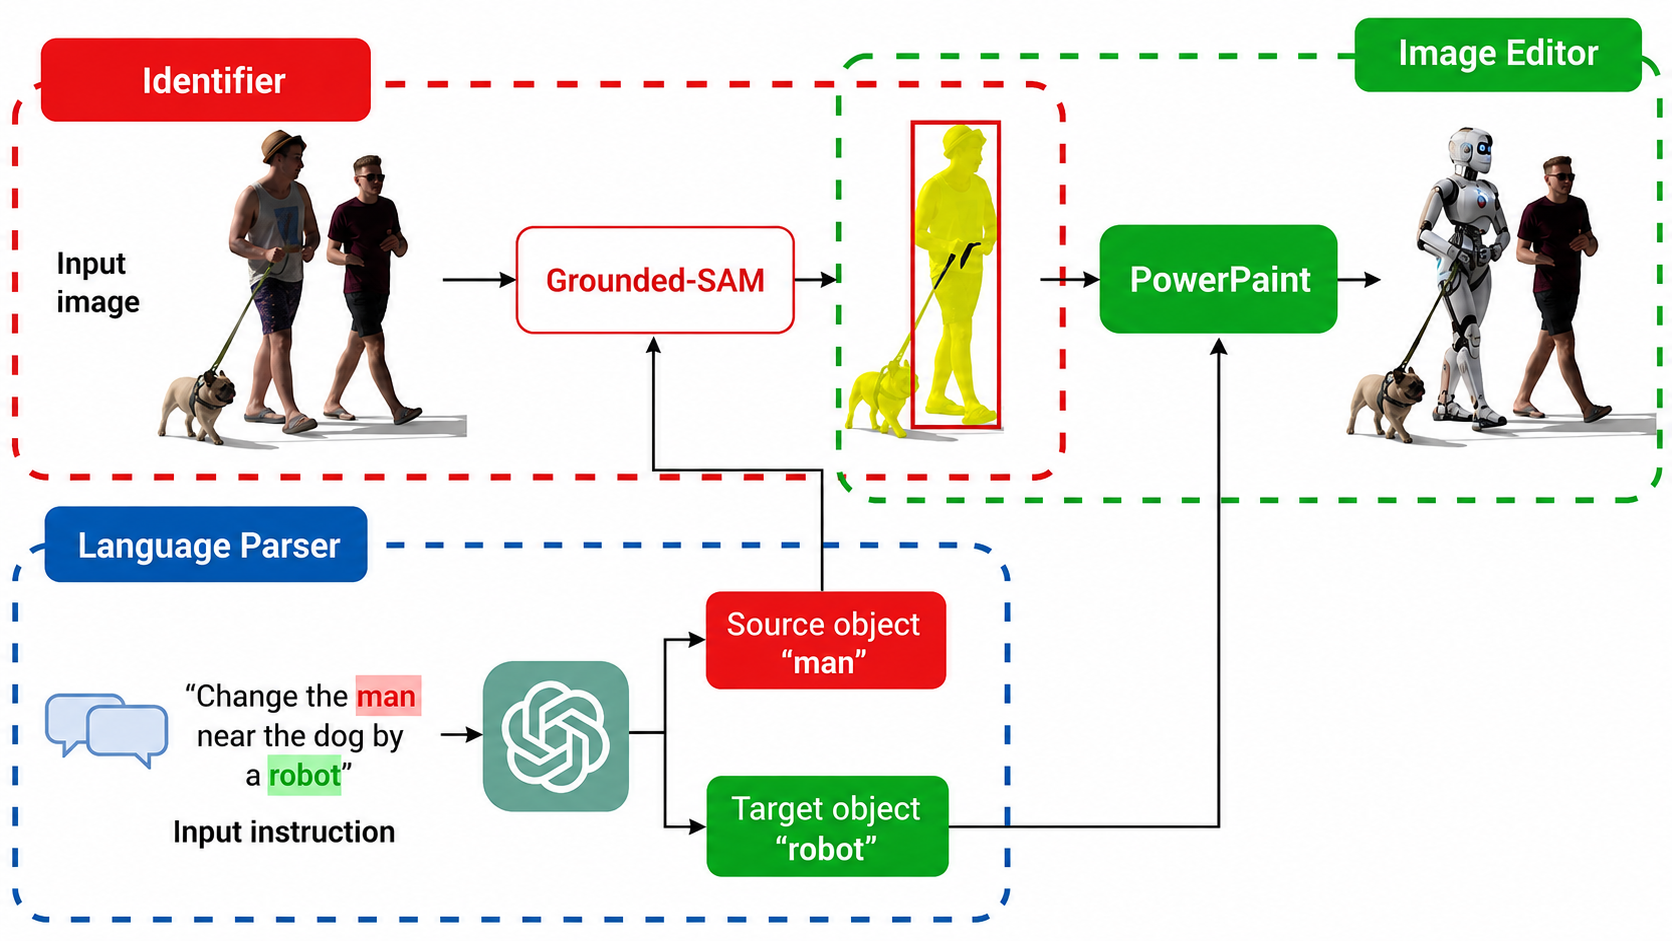 Identifier
Image Editor
Input
image
Grounded-SAM
PowerPaint
Language Parser
“Change the man
near the dog by
a robot”
Input instruction
Source object
“man”
Target object
“robot”